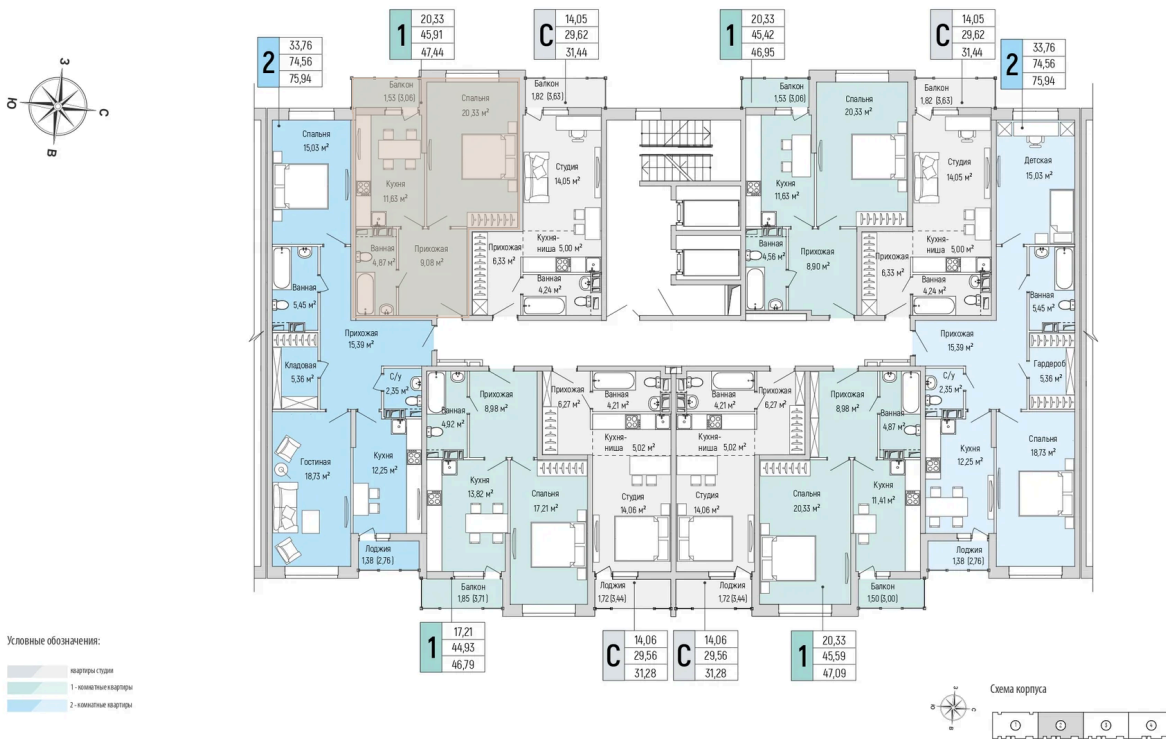 З
Ю
С
В
2
33,76
74,56
75,94
1
20,33
45,91
47,44
С
14,05
29,62
31,44
1
20,33
45,42
46,95
С
14,05
29,62
31,44
2
33,76
74,56
75,94
Балкон
1,53 (3,06)
Спальня
20,33 м²
Балкон
1,82 (3,63)
Балкон
1,53 (3,06)
Спальня
20,33 м²
Балкон
1,82 (3,63)
Спальня
15,03 м²
Кухня
11,63 м²
Студия
14,05 м²
Кухня
11,63 м²
Студия
14,05 м²
Детская
15,03 м²
Ванная
4,87 м²
Прихожая
9,08 м²
Прихожая
6,33 м²
Кухня-
ниша 5,00 м²
Ванная
4,24 м²
Ванная
4,56 м²
Прихожая
8,90 м²
Прихожая
6,33 м²
Кухня-
ниша 5,00 м²
Ванная
4,24 м²
Ванная
5,45 м²
Ванная
5,45 м²
Прихожая
15,39 м²
Прихожая
15,39 м²
Кладовая
5,36 м²
С/у
2,35 м²
Ванная
4,92 м²
Прихожая
8,98 м²
Прихожая
6,27 м²
Ванная
4,21 м²
Ванная
4,21 м²
Прихожая
6,27 м²
Прихожая
8,98 м²
Ванная
4,87 м²
С/у
2,35 м²
Гардероб
5,36 м²
Кухня-
ниша 5,02 м²
Кухня-
ниша 5,02 м²
Гостиная
18,73 м²
Кухня
12,25 м²
Кухня
13,82 м²
Спальня
17,21 м²
Студия
14,06 м²
Студия
14,06 м²
Спальня
20,33 м²
Кухня
11,41 м²
Кухня
12,25 м²
Спальня
18,73 м²
Лоджия
1,38 (2,76)
Балкон
1,85 (3,71)
Лоджия
1,72 (3,44)
Лоджия
1,72 (3,44)
Балкон
1,50 (3,00)
Лоджия
1,38 (2,76)
1
17,21
44,93
46,79
С
14,06
29,56
31,28
С
14,06
29,56
31,28
1
20,33
45,59
47,09
Условные обозначения:
квартиры студии
1 - комнатные квартиры
2 - комнатные квартиры
Схема корпуса
З
Ю
С
В
1
2
3
4